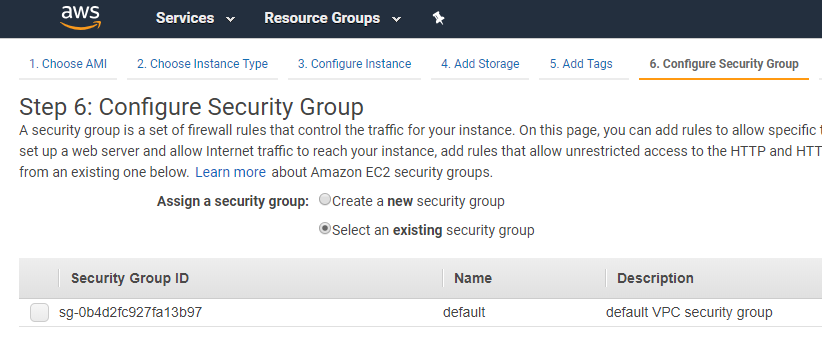 aws Services Resource Groups
1. Choose AMI 2. Choose Instance Type 3. Configure Instance 4. Add Storage 5. Add Tags 6. Configure Security Group
Step 6: Configure Security Group
A security group is a set of firewall rules that control the traffic for your instance. On this page, you can add rules to allow specific
set up a web server and allow Internet traffic to reach your instance, add rules that allow unrestricted access to the HTTP and HTT
from an existing one below. Learn more about Amazon EC2 security groups.
Assign a security group: Create a new security group
Select an existing security group
Security Group ID Name Description
sg-0b4d2fc927fa13b97 default default VPC security group